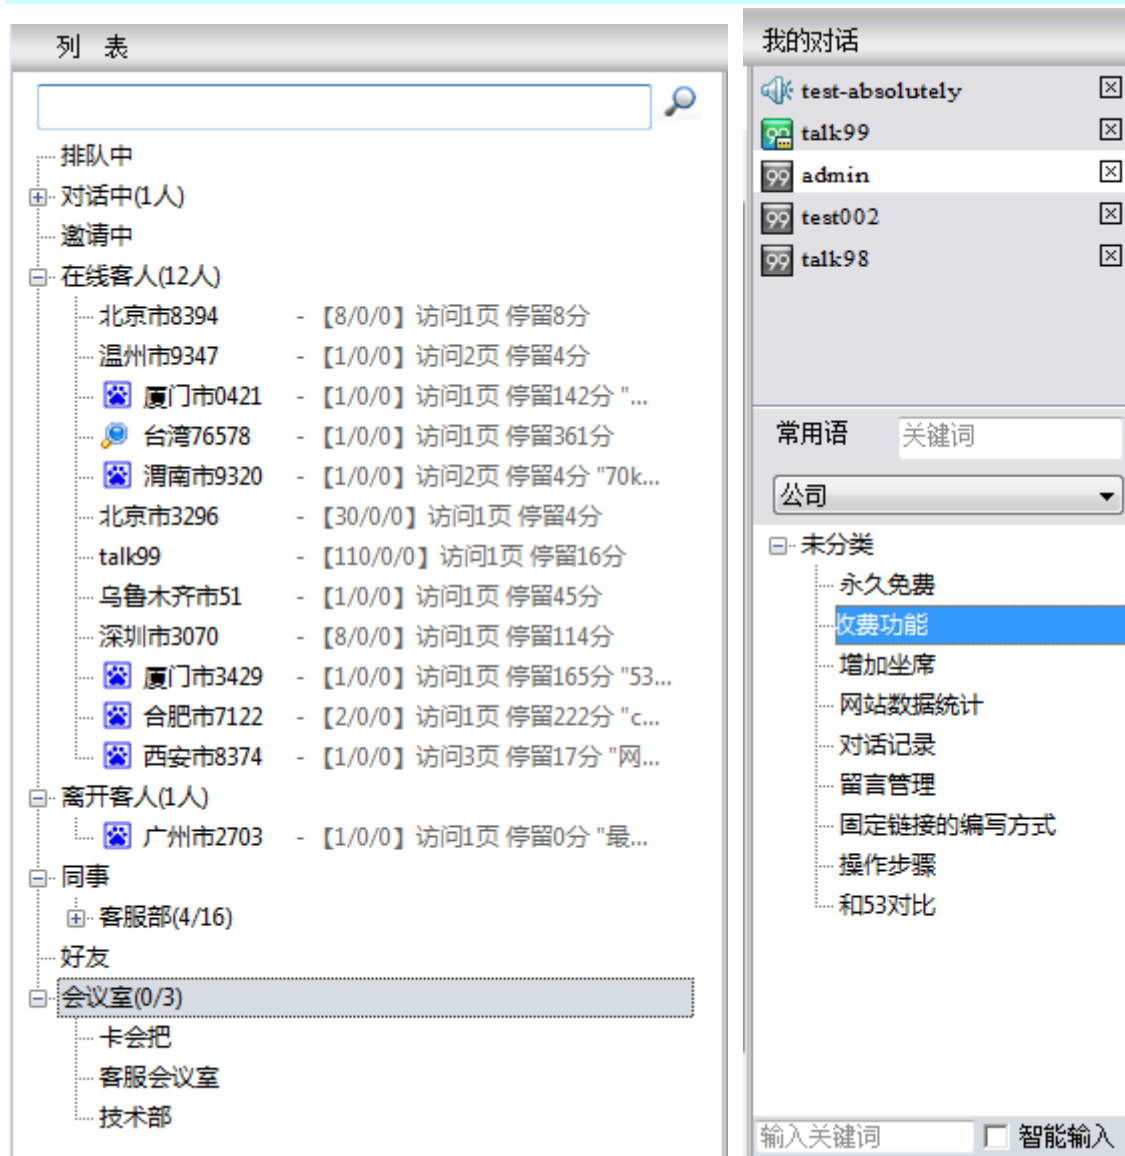 列 表
排队中
对话中(1人)
邀请中
在线客人(12人)
北京市8394 - 【8/0/0】访问1页 停留8分
温州市9347 - 【1/0/0】访问2页 停留4分
厦门市0421 - 【1/0/0】访问1页 停留142分 "...
台湾76578 - 【1/0/0】访问1页 停留361分
渭南市9320 - 【1/0/0】访问2页 停留4分 "70k...
北京市3296 - 【30/0/0】访问1页 停留4分
talk99 - 【110/0/0】访问1页 停留16分
乌鲁木齐市51 - 【1/0/0】访问1页 停留45分
深圳市3070 - 【8/0/0】访问1页 停留114分
厦门市3429 - 【1/0/0】访问1页 停留165分 "53...
合肥市7122 - 【2/0/0】访问1页 停留222分 "c...
西安市8374 - 【1/0/0】访问3页 停留17分 "网...
离开客人(1人)
广州市2703 - 【1/0/0】访问1页 停留0分 "最...
同事
客服部(4/16)
好友
会议室(0/3)
卡会把
客服会议室
技术部
我的对话
test-absolutely
99 talk99
99 admin
99 test002
99 talk98
常用语 关键词
公司
未分类
永久免费
收费功能
增加坐席
网站数据统计
对话记录
留言管理
固定链接的编写方式
操作步骤
和53对比
输入关键词 智能输入